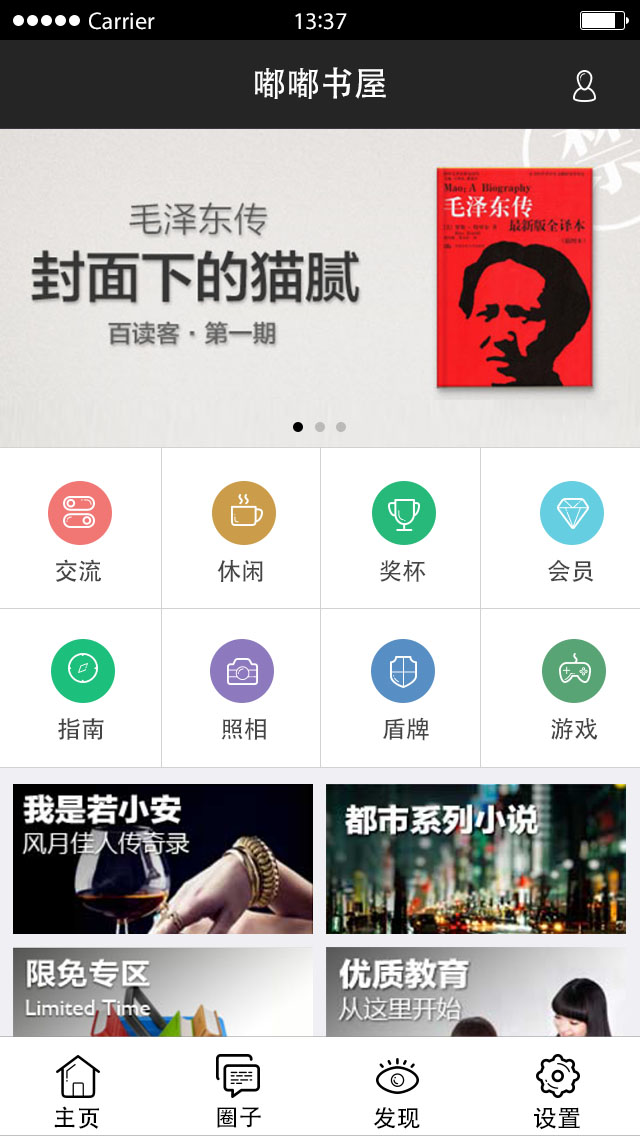 Carrier
13:37
嘟嘟书屋
毛泽东传
封面下的猫腻
百读客·第一期
禁
Mao: A Biography
毛泽东传
最新版全译本
交流
休闲
奖杯
会员
指南
照相
盾牌
游戏
我是若小安
风月佳人传奇录
都市系列小说
限免专区
Limited Time
优质教育
从这里开始
主页
圈子
发现
设置